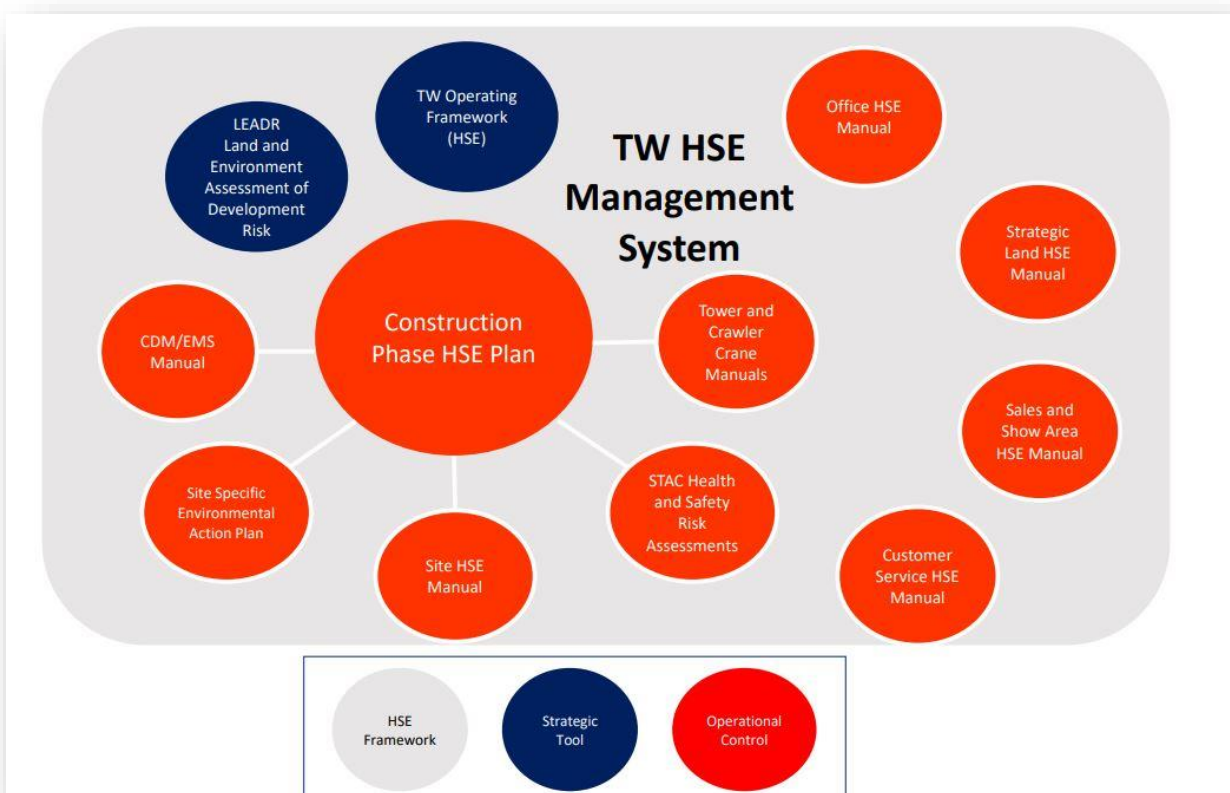 LEADR
Land and
Environment
Assessment of
Development
Risk
TW Operating
Framework
(HSE)
TW HSE
Management
System
Office HSE
Manual
Strategic
Land HSE
Manual
Construction
Phase HSE Plan
CDM/EMS
Manual
Tower and
Crawler
Crane
Manuals
Sales and
Show Area
HSE Manual
Site Specific
Environmental
Action Plan
Site HSE
Manual
STAC Health
and Safety
Risk
Assessments
Customer
Service HSE
Manual
HSE
Framework
Strategic
Tool
Operational
Control